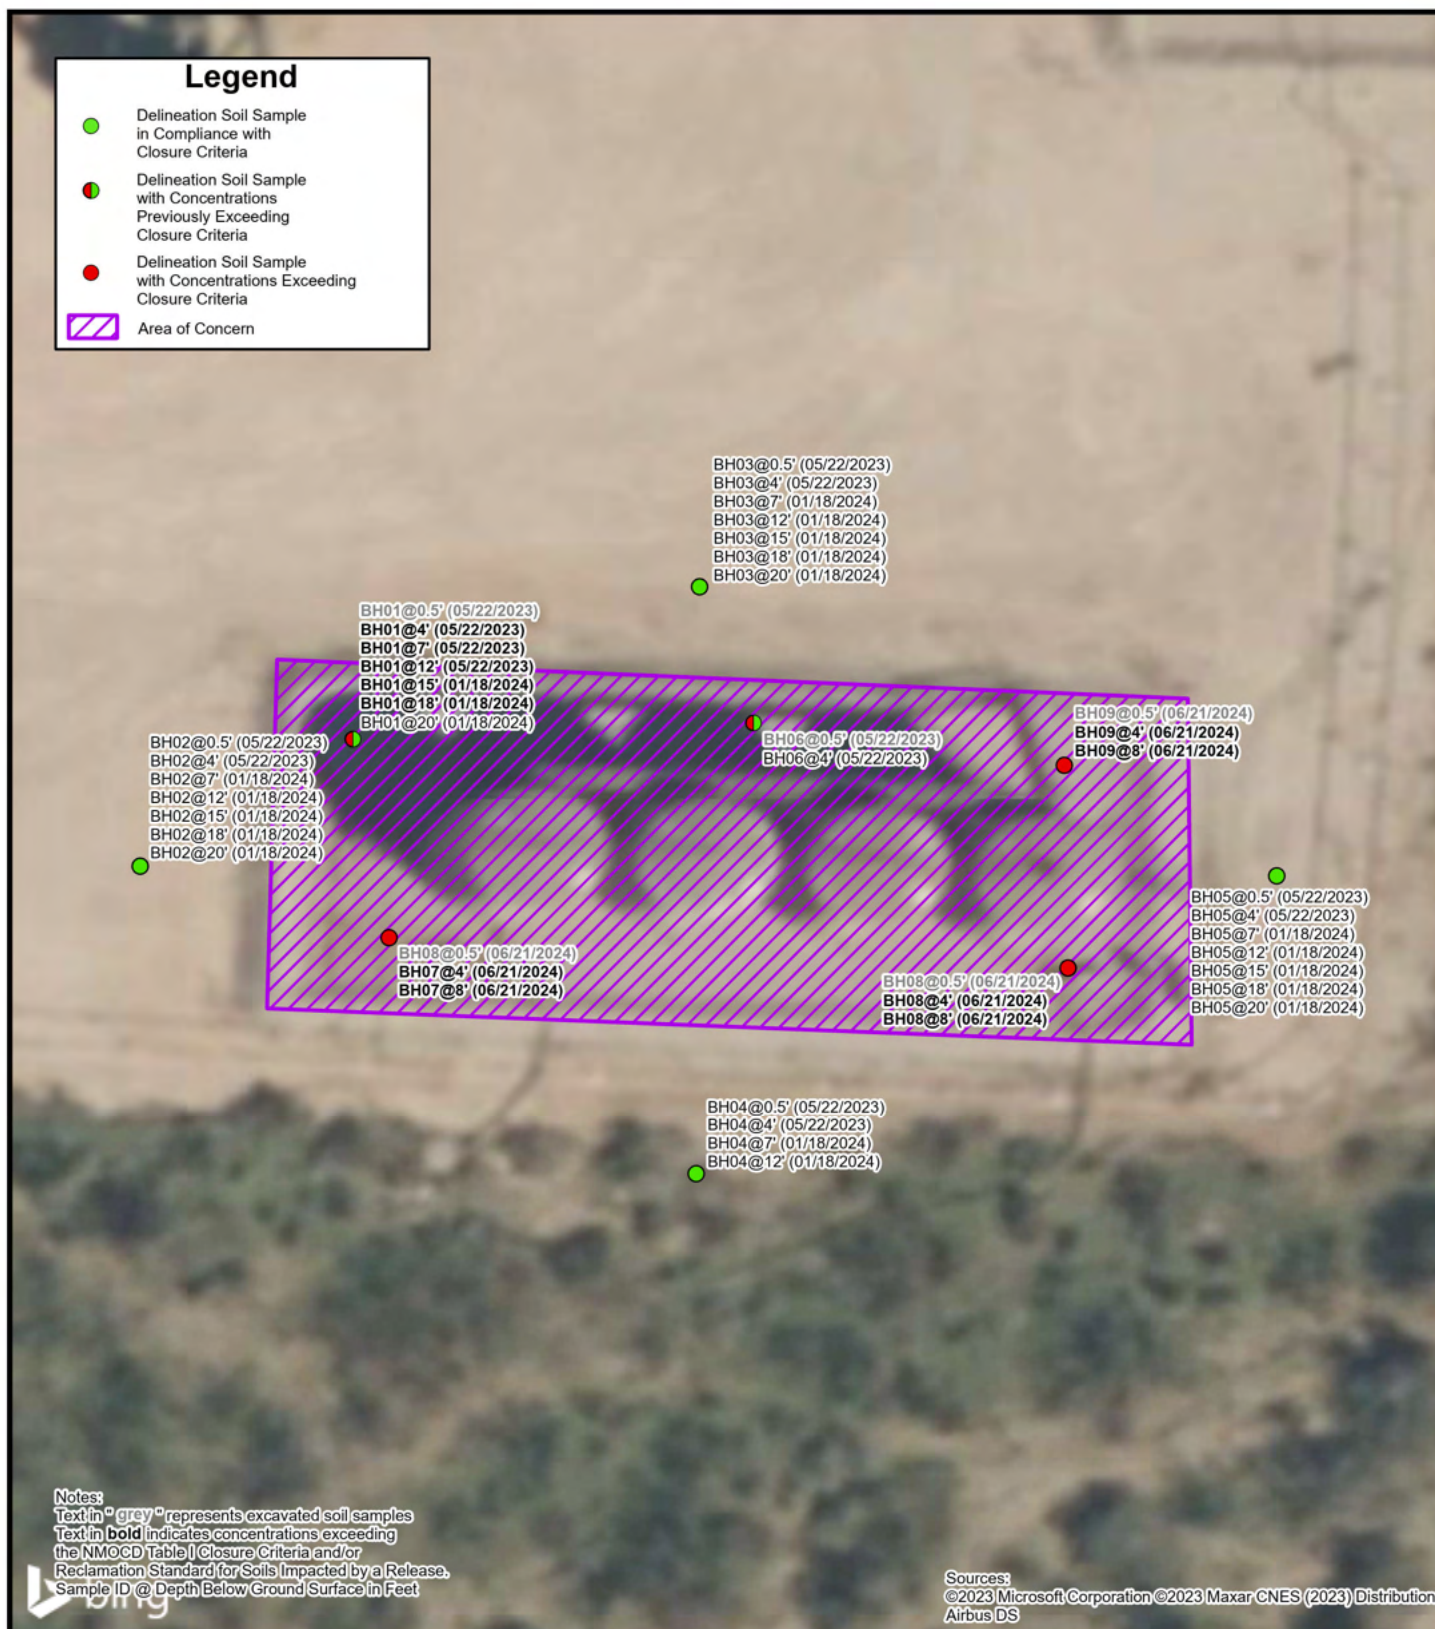 Legend
Delineation Soil Sample
in Compliance with
Closure Criteria
Delineation Soil Sample
with Concentrations
Previously Exceeding
Closure Criteria
Delineation Soil Sample
with Concentrations Exceeding
Closure Criteria
Area of Concern
BH03@0.5' (05/22/2023)
BH03@4' (05/22/2023)
BH03@7' (01/18/2024)
BH03@12' (01/18/2024)
BH03@15' (01/18/2024)
BH03@18' (01/18/2024)
BH03@20' (01/18/2024)
BH01@0.5' (05/22/2023)
BH01@4' (05/22/2023)
BH01@7' (05/22/2023)
BH01@12' (05/22/2023)
BH01@15' (01/18/2024)
BH01@18' (01/18/2024)
BH01@20' (01/18/2024)
BH02@0.5' (05/22/2023)
BH02@4' (05/22/2023)
BH02@7' (01/18/2024)
BH02@12' (01/18/2024)
BH02@15' (01/18/2024)
BH02@18' (01/18/2024)
BH02@20' (01/18/2024)
BH06@0.5' (05/22/2023)
BH06@4' (05/22/2023)
BH09@0.5' (06/21/2024)
BH09@4' (06/21/2024)
BH09@8' (06/21/2024)
BH05@0.5' (05/22/2023)
BH05@4' (05/22/2023)
BH05@7' (01/18/2024)
BH05@12' (01/18/2024)
BH05@15' (01/18/2024)
BH05@18' (01/18/2024)
BH05@20' (01/18/2024)
BH08@0.5' (06/21/2024)
BH07@4' (06/21/2024)
BH07@8' (06/21/2024)
BH08@0.5' (06/21/2024)
BH08@4' (06/21/2024)
BH08@8' (06/21/2024)
BH04@0.5' (05/22/2023)
BH04@4' (05/22/2023)
BH04@7' (01/18/2024)
BH04@12' (01/18/2024)
Notes:
Text in " grey " represents excavated soil samples
Text in bold indicates concentrations exceeding
the NMOCD Table I Closure Criteria and/or
Reclamation Standard for Soils Impacted by a Release.
Sample ID @ Depth Below Ground Surface in Feet
bing
Sources:
©2023 Microsoft Corporation ©2023 Maxar CNES (2023) Distribution
Airbus DS